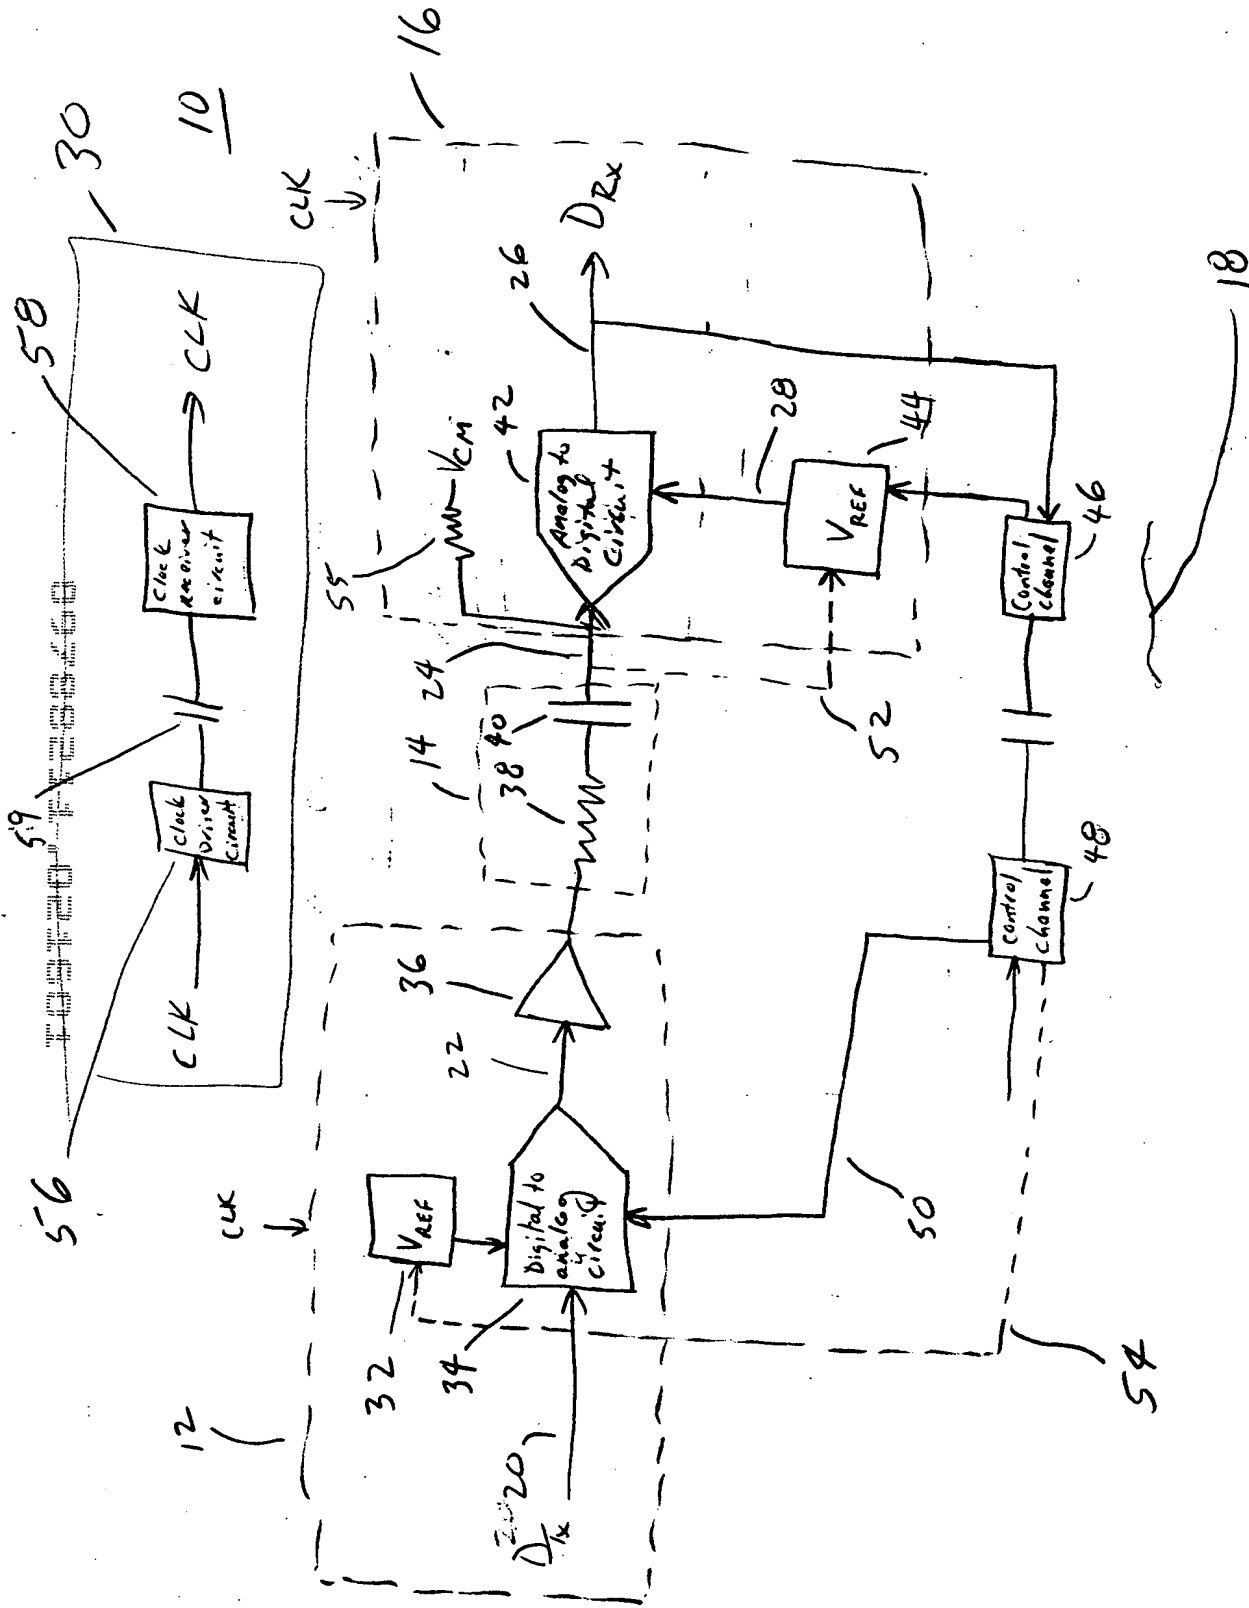 56
59
58
30
10
CLK
Clock
Driver
Circuit
Clock
Receiver
circuit
CLK
CLK
CLK
12
14
16
32
VREF
34
Digital to
analog
circuit
20
22
36
38
40
24
55
VCM
42
Analog to
Digital
circuit
26
DRx
28
44
VREF
52
50
54
48
control
channel
46
Control
channel
18